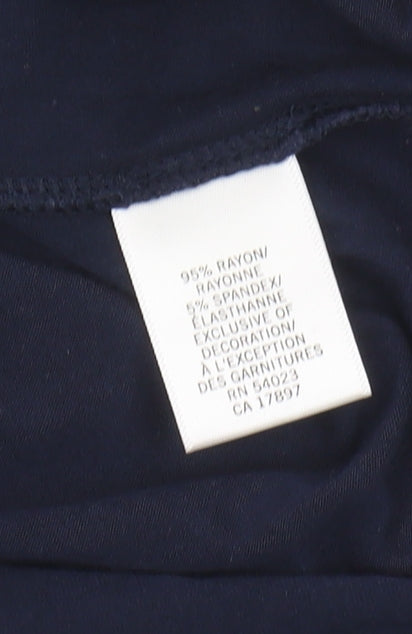 95% RAYON/
RAYONNE
5% SPANDEX/
ÉLASTHANNE
EXCLUSIVE OF
DECORATION/
À L'EXCEPTION
DES GARNITURES
RN 54023
CA 17897